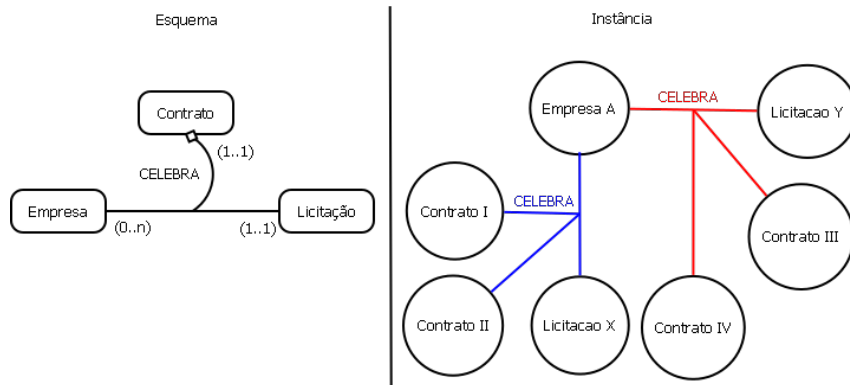 Esquema
Contrato
(1..1)
CELEBRA
Empresa
(0..n)
(1..1)
Licitação
Instância
Empresa A
CELEBRA
Licitacao Y
Contrato I
CELEBRA
Contrato III
Contrato II
Licitacao X
Contrato IV